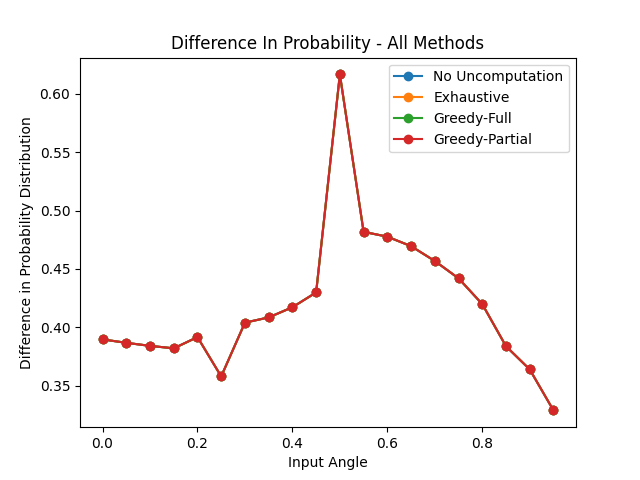 Difference In Probability - All Methods
No Uncomputation
Exhaustive
Greedy-Full
Greedy-Partial
Difference in Probability Distribution
0.60
0.55
0.50
0.45
0.40
0.35
0.0 0.2 0.4 0.6 0.8
Input Angle